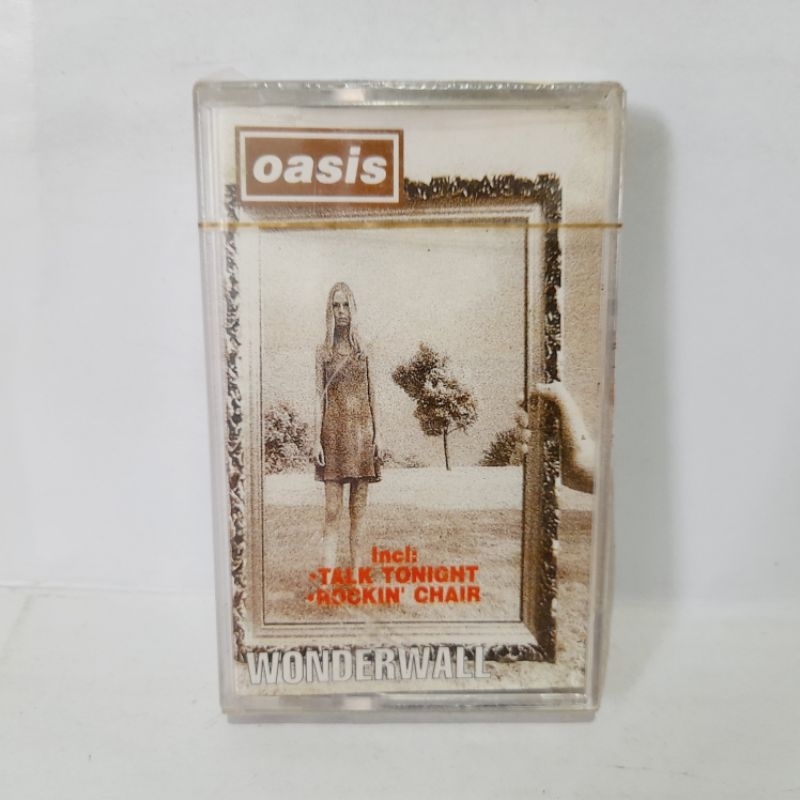 oasis
incl:
•TALK TONIGHT
•ROCKIN' CHAIR
WONDERWALL